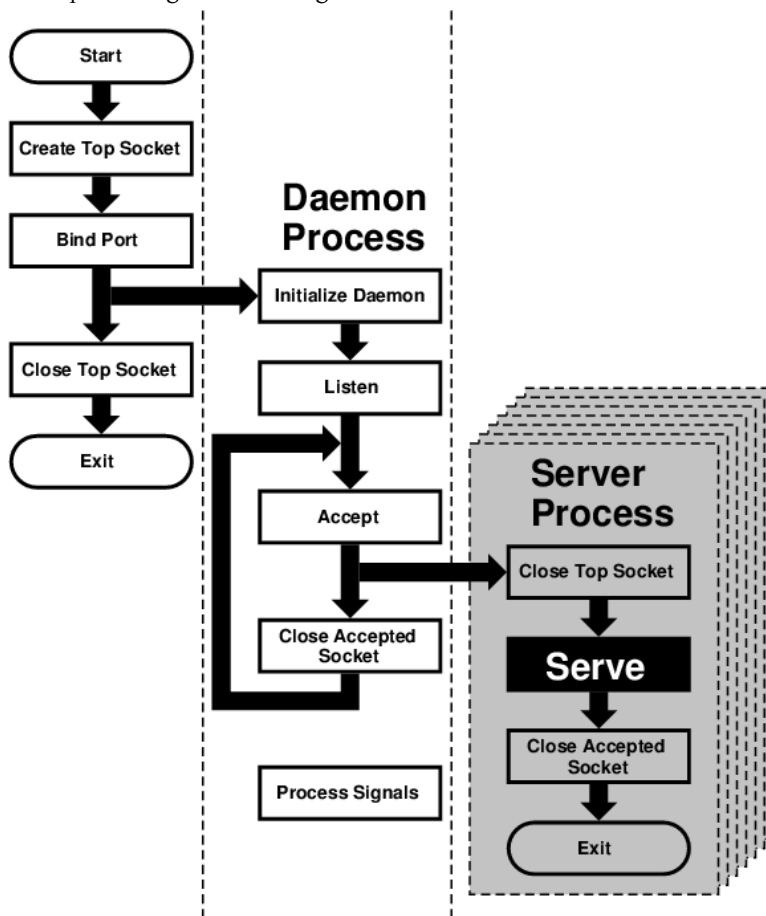 Start
Create Top Socket
Bind Port
Close Top Socket
Exit
Daemon
Process
Initialize Daemon
Listen
Accept
Close Accepted
Socket
Process Signals
Server
Process
Close Top Socket
Serve
Close Accepted
Socket
Exit